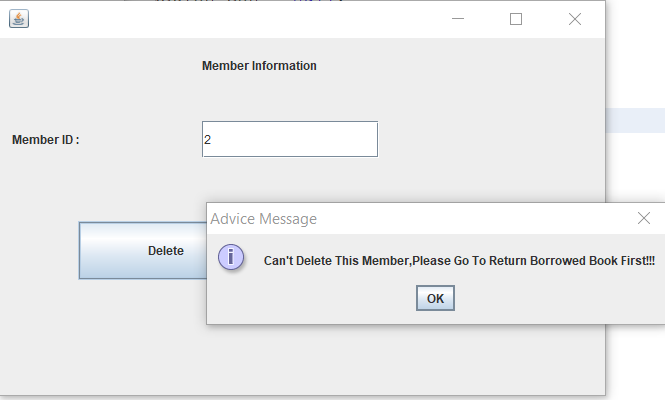 Member Information
Member ID :
2
Delete
Advice Message
Can't Delete This Member,Please Go To Return Borrowed Book First!!!
OK